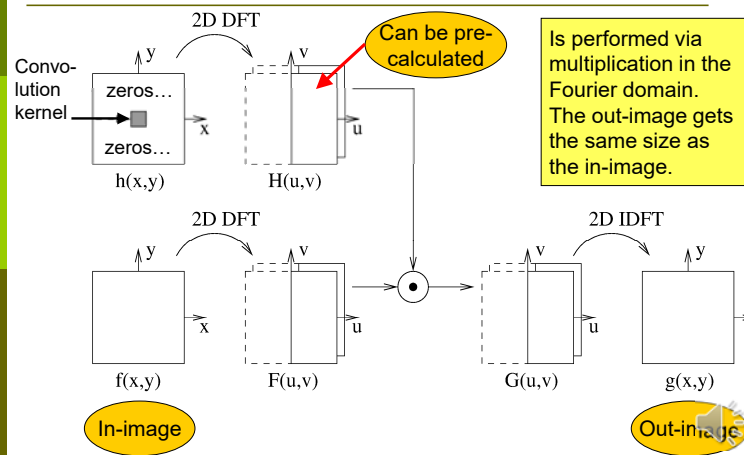 2D DFT
Can be pre-
calculated
Is performed via
multiplication in the
Fourier domain.
The out-image gets
the same size as
the in-image.
Convo-
lution
kernel
y
zeros…
zeros…
x
h(x,y)
v
u
H(u,v)
2D DFT
2D IDFT
y
x
f(x,y)
v
u
F(u,v)
v
u
G(u,v)
y
g(x,y)
In-image
Out-image